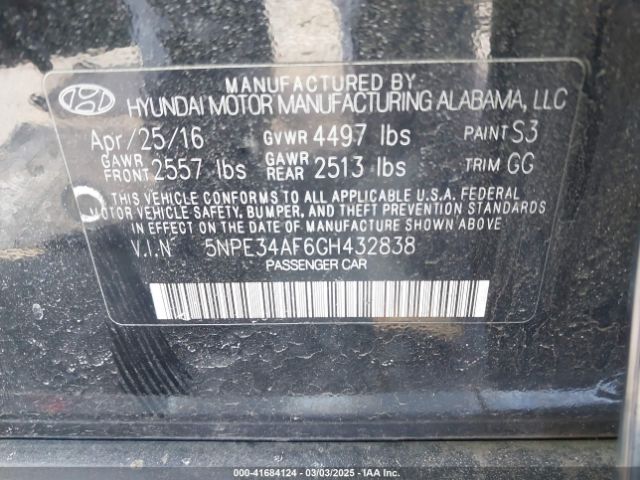 MANUFACTURED BY
HYUNDAI MOTOR MANUFACTURING ALABAMA, LLC
Apr/25/16 GVWR 4497 lbs PAINT S3
GAWR FRONT 2557 lbs GAWR REAR 2513 lbs TRIM GG
THIS VEHICLE CONFORMS TO ALL APPLICABLE U.S.A. FEDERAL
MOTOR VEHICLE SAFETY, BUMPER, AND THEFT PREVENTION STANDARDS
IN EFFECT ON THE DATE OF MANUFACTURE SHOWN ABOVE.
V.I.N 5NPE34AF6GH432838
PASSENGER CAR
000-41684124 | 03/03/2025 - IAA Inc.